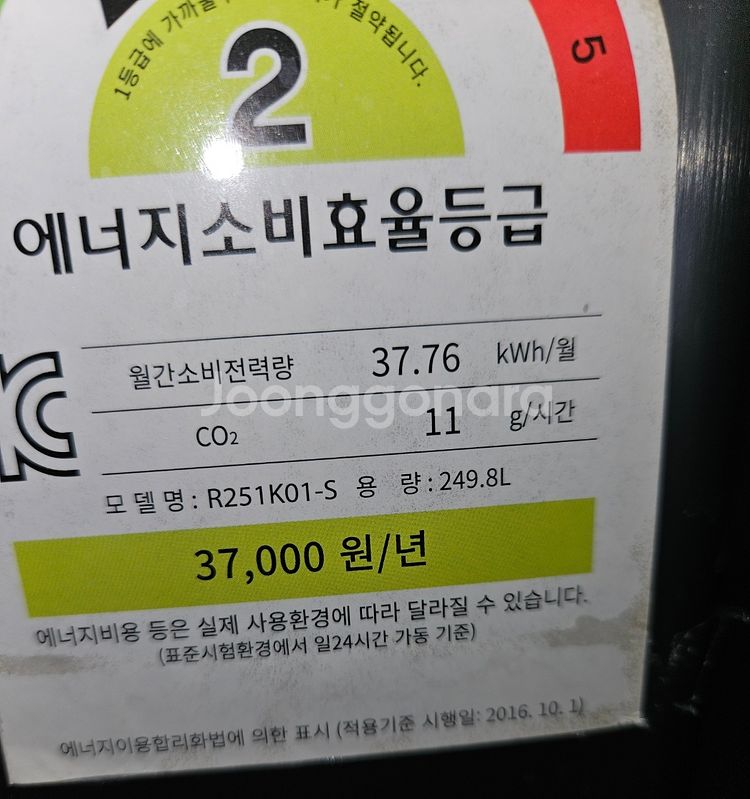 1등급에 가까울수 절약됩니다.
2
5
에너지소비효율등급
월간소비전력량 37.76 kWh/월
CO₂ 11 g/시간
모델명 : R251K01-S 용 량 : 249.8L
37,000 원/년
에너지비용 등은 실제 사용환경에 따라 달라질 수 있습니다.
(표준시험환경에서 일24시간 가동 기준)
에너지이용합리화법에 의한 표시 (적용기준 시행일: 2016. 10. 1)
Joonggonara